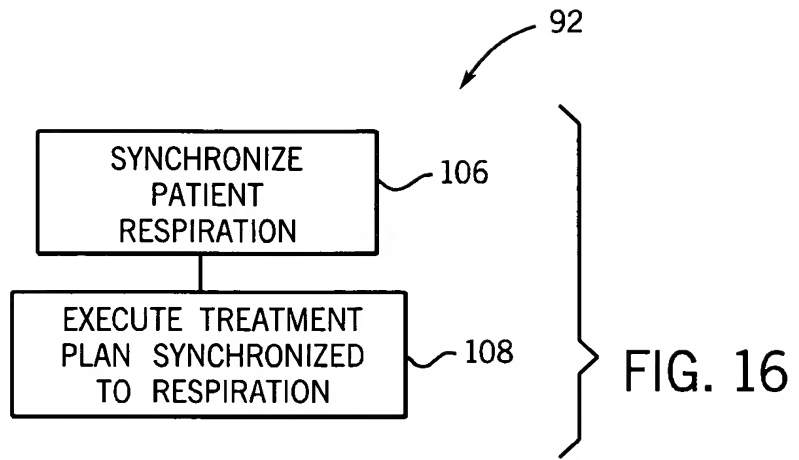 92
SYNCHRONIZE
PATIENT
RESPIRATION
106
EXECUTE TREATMENT
PLAN SYNCHRONIZED
TO RESPIRATION
108
FIG. 16